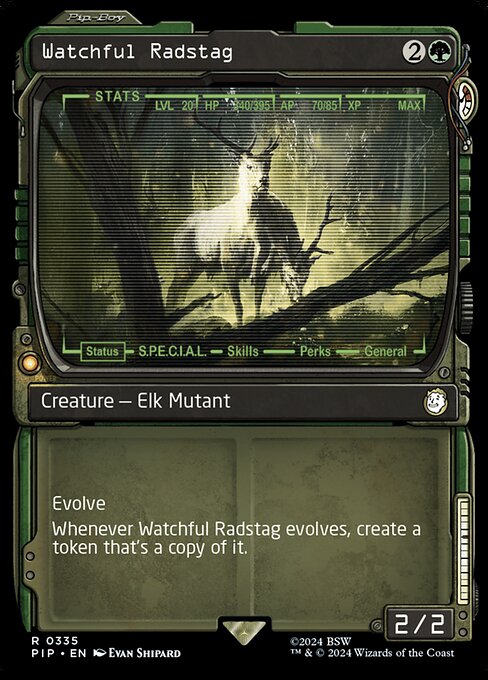 Pip-Boy
Watchful Radstag 2
STATS
LVL 20 HP 240/395 AP 70/85 XP MAX
Status S.P.E.C.I.A.L. Skills Perks General
Creature — Elk Mutant
Evolve
Whenever Watchful Radstag evolves, create a
token that's a copy of it.
2/2
R 0335
PIP • EN Evan Shipard
©2024 BSW
™ & © 2024 Wizards of the Coast